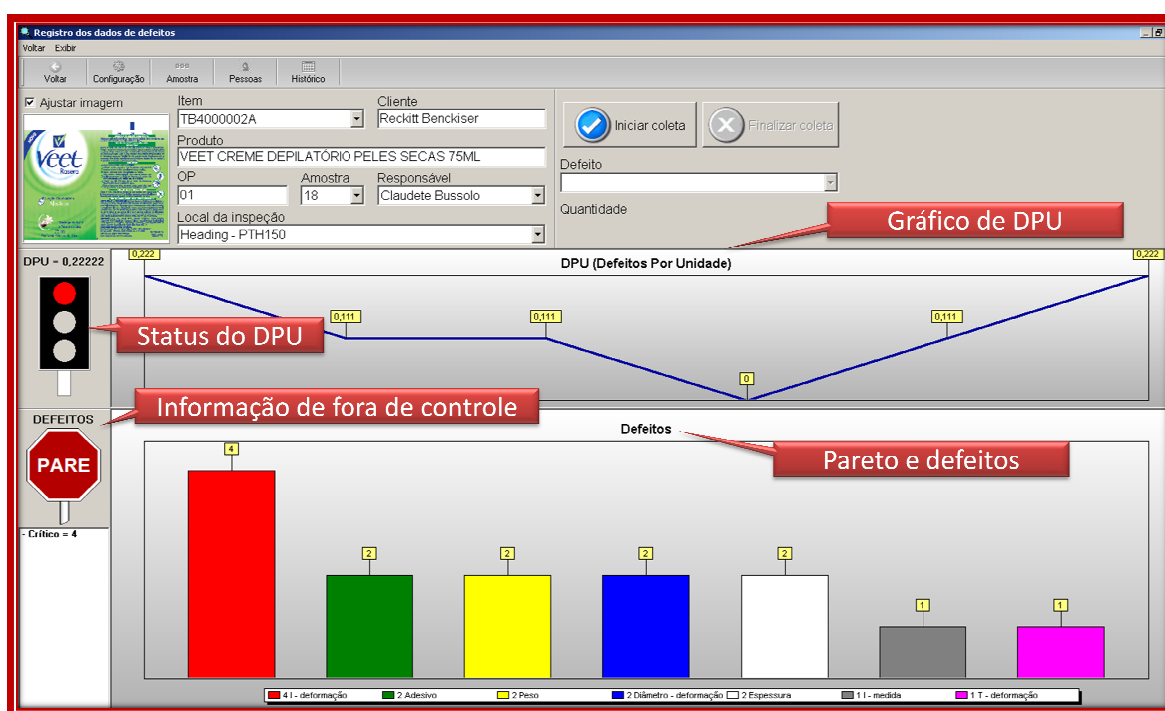 Registro dos dados de defeitos
Voltar Exibir
Voltar Configuração Amostra Pessoas Histórico
Ajustar imagem
Item Cliente
TB4000002A Reckitt Benckiser
Produto
VEET CREME DEPILATÓRIO PELES SECAS 75ML
OP Amostra Responsável
01 18 Claudete Bussolo
Local da inspeção
Heading - PTH150
Veet
Rasera
Iniciar coleta Finalizar coleta
Defeito
Quantidade
Gráfico de DPU
DPU = 0,22222
DPU (Defeitos Por Unidade)
0,222 0,111 0,111 0 0,111 0,222
Status do DPU
Informação de fora de controle
DEFEITOS
PARE
- Crítico = 4
Defeitos
Pareto e defeitos
4 2 2 2 2 1 1
4 I - deformação 2 Adesivo 2 Peso 2 Diâmetro - deformação 2 Espessura 1 I - medida 1 T - deformação